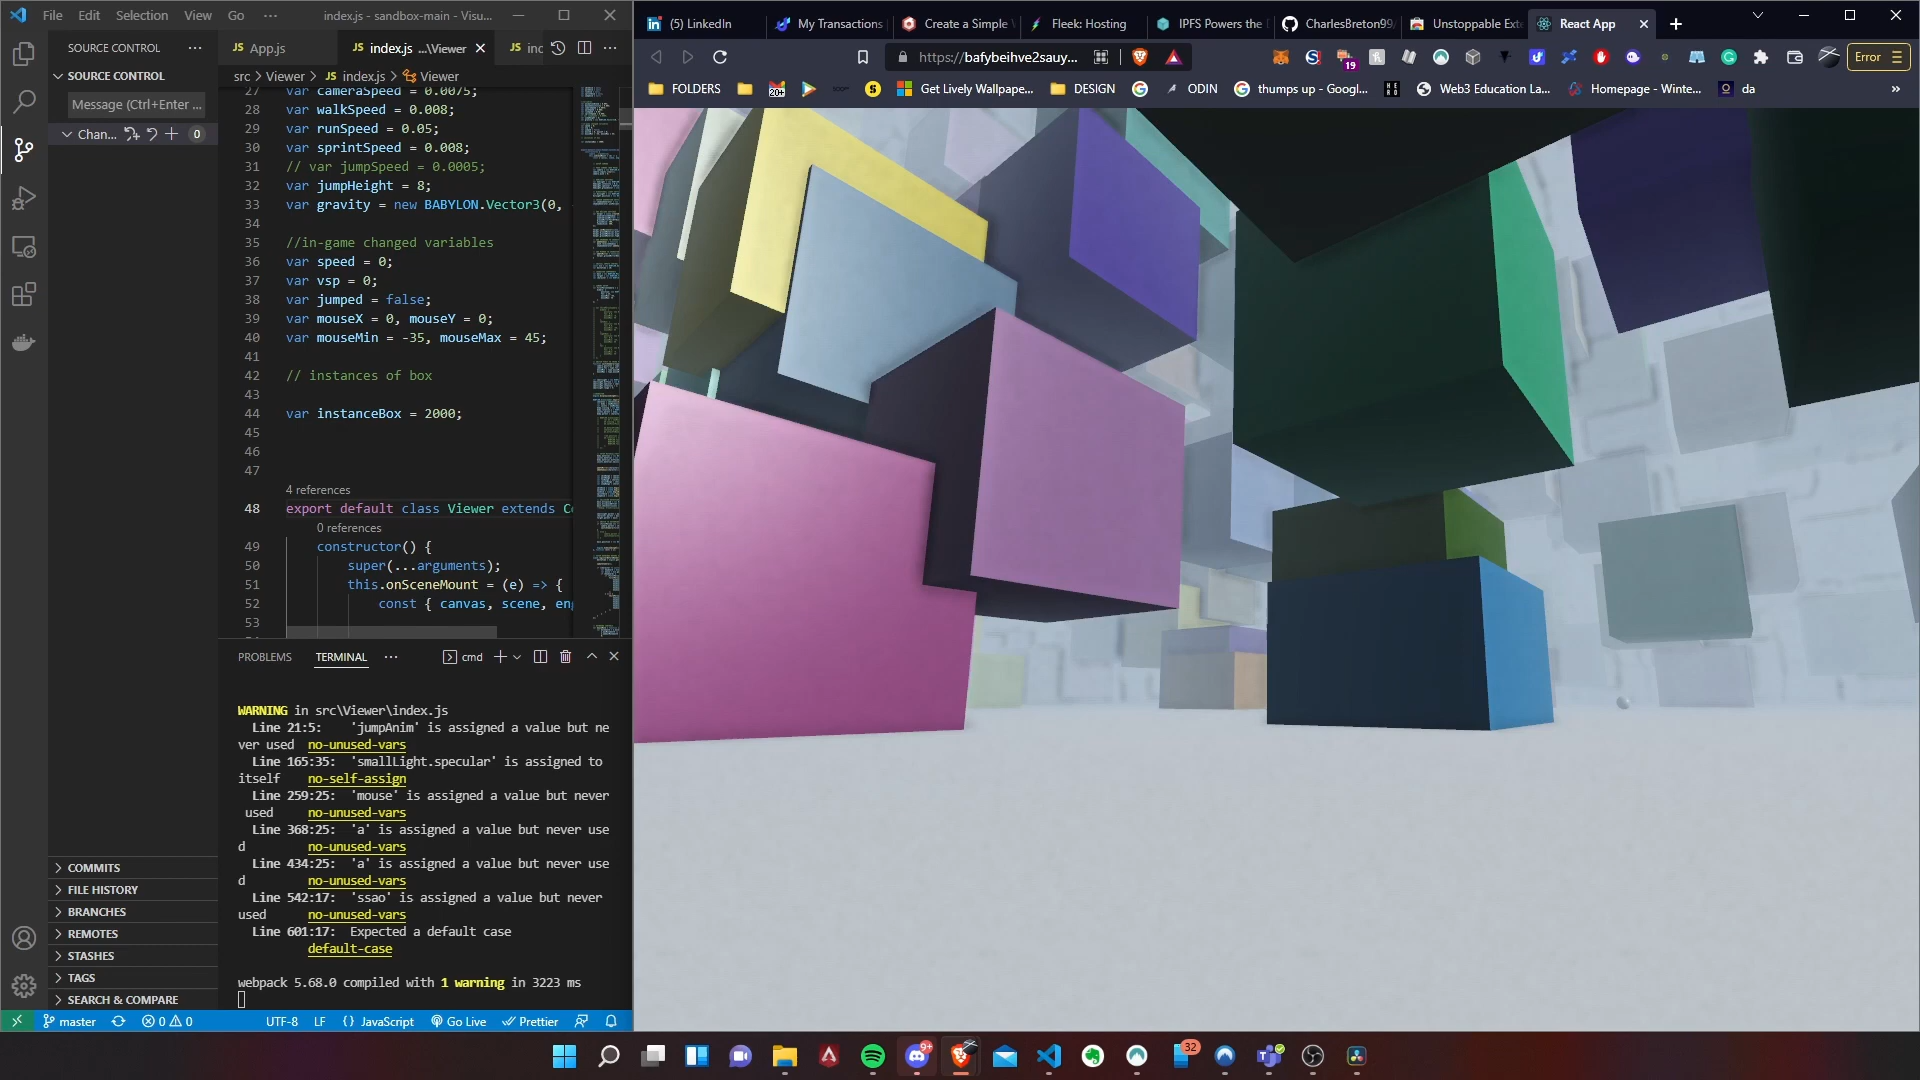 File Edit Selection View Go ··· index.js - sandbox-main - Visu...
SOURCE CONTROL
SOURCE CONTROL
Message (Ctrl+Enter ...
Chan... 0
COMMITS
FILE HISTORY
BRANCHES
REMOTES
STASHES
TAGS
SEARCH & COMPARE
JS App.js JS index.js ...\Viewer JS
src > Viewer > JS index.js > Viewer
27 var cameraSpeed = 0.0075;
28 var walkSpeed = 0.008;
29 var runSpeed = 0.05;
30 var sprintSpeed = 0.008;
31 // var jumpSpeed = 0.0005;
32 var jumpHeight = 8;
33 var gravity = new BABYLON.Vector3(0,
34
35 //in-game changed variables
36 var speed = 0;
37 var vsp = 0;
38 var jumped = false;
39 var mouseX = 0, mouseY = 0;
40 var mouseMin = -35, mouseMax = 45;
41
42 // instances of box
43
44 var instanceBox = 2000;
45
46
47
4 references
48 export default class Viewer extends
0 references
49 constructor() {
50 super(...arguments);
51 this.onSceneMount = (e) => {
52 const { canvas, scene, eng
53
PROBLEMS TERMINAL ··· cmd
WARNING in src\Viewer\index.js
Line 21:5: 'jumpAnim' is assigned a value but ne
ver used no-unused-vars
Line 165:35: 'smallLight.specular' is assigned to
itself no-self-assign
Line 259:25: 'mouse' is assigned a value but never
used no-unused-vars
Line 368:25: 'a' is assigned a value but never use
d no-unused-vars
Line 434:25: 'a' is assigned a value but never use
d no-unused-vars
Line 542:17: 'ssao' is assigned a value but never
used no-unused-vars
Line 601:17: Expected a default case
default-case
webpack 5.68.0 compiled with 1 warning in 3223 ms
master 0 0 UTF-8 LF {} JavaScript Go Live Prettier
(5) LinkedIn My Transactions Create a Simple Fleek: Hosting IPFS Powers the CharlesBreton99/ Unstoppable Ext React App
https://bafybeihve2sauy... 19 Error
FOLDERS 20+ Get Lively Wallpape... DESIGN ODIN thumps up - Googl... HERO Web3 Education La... Homepage - Winte... da
9+ 32